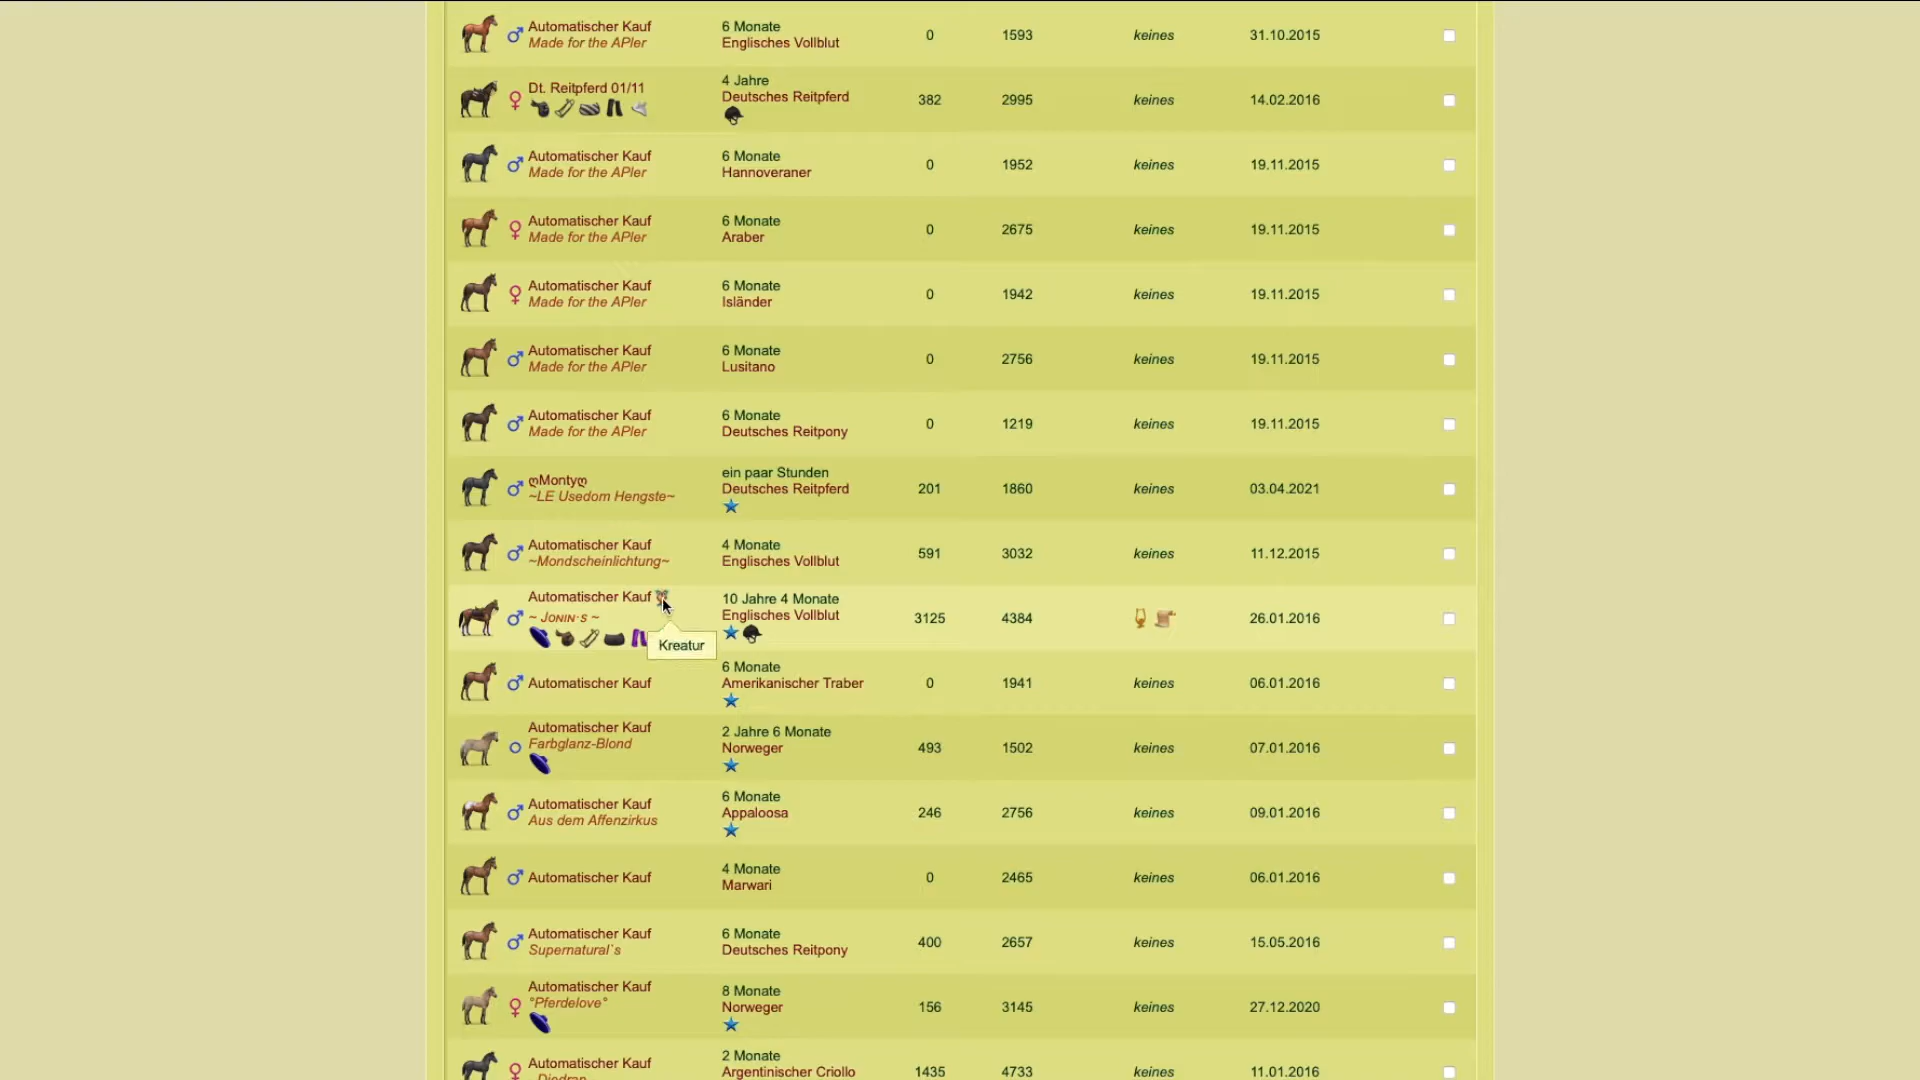 Automatischer Kauf
Made for the APler
6 Monate
Englisches Vollblut
0
1593
keines
31.10.2015
Dt. Reitpferd 01/11
4 Jahre
Deutsches Reitpferd
382
2995
keines
14.02.2016
Automatischer Kauf
Made for the APler
6 Monate
Hannoveraner
0
1952
keines
19.11.2015
Automatischer Kauf
Made for the APler
6 Monate
Araber
0
2675
keines
19.11.2015
Automatischer Kauf
Made for the APler
6 Monate
Isländer
0
1942
keines
19.11.2015
Automatischer Kauf
Made for the APler
6 Monate
Lusitano
0
2756
keines
19.11.2015
Automatischer Kauf
Made for the APler
6 Monate
Deutsches Reitpony
0
1219
keines
19.11.2015
ღMontyღ
~LE Usedom Hengste~
ein paar Stunden
Deutsches Reitpferd
201
1860
keines
03.04.2021
Automatischer Kauf
~Mondscheinlichtung~
4 Monate
Englisches Vollblut
591
3032
keines
11.12.2015
Automatischer Kauf
~ Jonin·s ~
Kreatur
10 Jahre 4 Monate
Englisches Vollblut
3125
4384
26.01.2016
Automatischer Kauf
6 Monate
Amerikanischer Traber
0
1941
keines
06.01.2016
Automatischer Kauf
Farbglanz-Blond
2 Jahre 6 Monate
Norweger
493
1502
keines
07.01.2016
Automatischer Kauf
Aus dem Affenzirkus
6 Monate
Appaloosa
246
2756
keines
09.01.2016
Automatischer Kauf
4 Monate
Marwari
0
2465
keines
06.01.2016
Automatischer Kauf
Supernatural`s
6 Monate
Deutsches Reitpony
400
2657
keines
15.05.2016
Automatischer Kauf
°Pferdelove°
8 Monate
Norweger
156
3145
keines
27.12.2020
Automatischer Kauf
2 Monate
Argentinischer Criollo
1435
4733
keines
11.01.2016